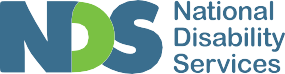 NDS
National
Disability
Services